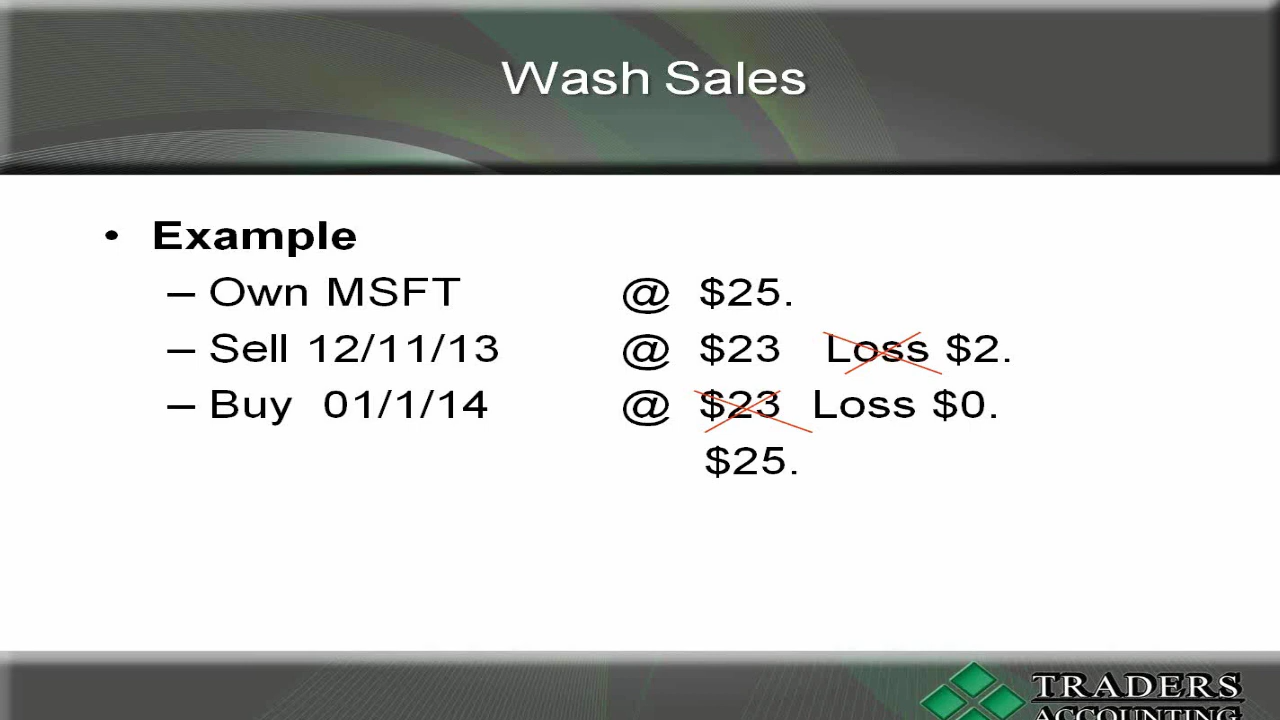 Wash Sales
• Example
– Own MSFT @ $25.
– Sell 12/11/13 @ $23 Loss $2.
– Buy 01/1/14 @ $23 Loss $0.
$25.
TRADERS
ACCOUNTING